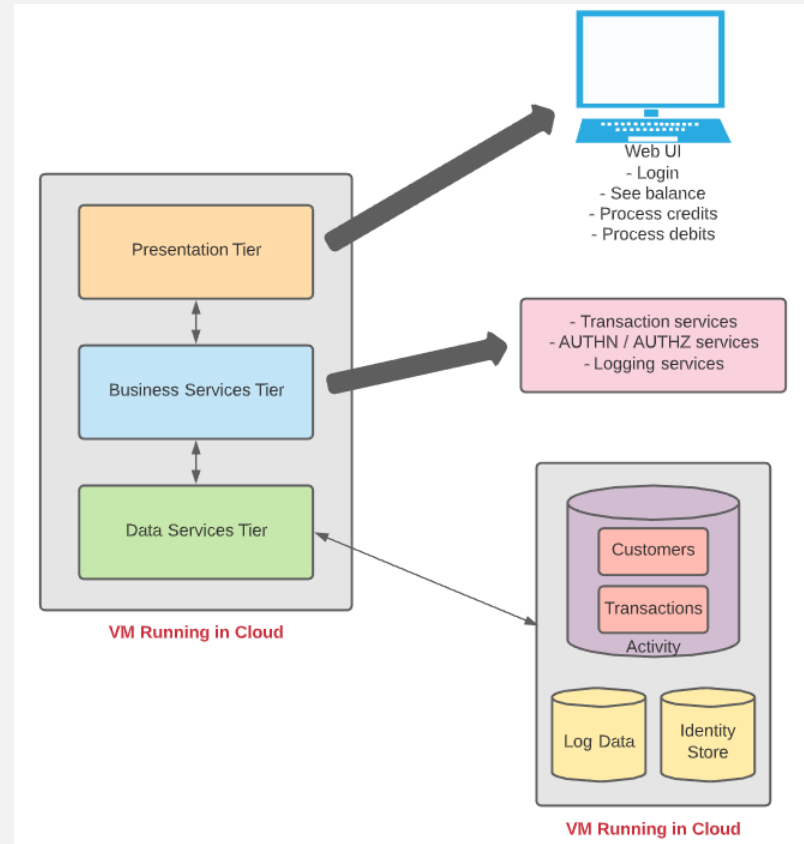 Web UI
- Login
- See balance
- Process credits
- Process debits
Presentation Tier
Business Services Tier
Data Services Tier
VM Running in Cloud
- Transaction services
- AUTHN / AUTHZ services
- Logging services
Customers
Transactions
Activity
Log Data
Identity
Store
VM Running in Cloud